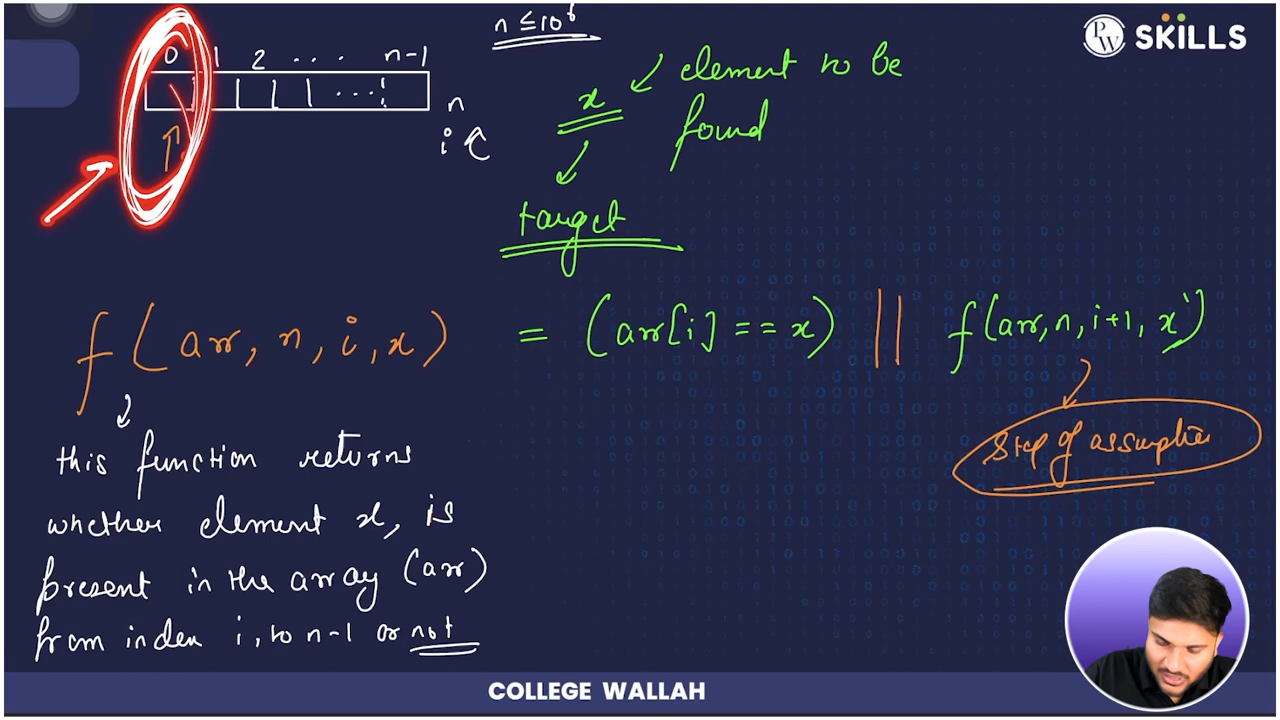 n ≤ 10⁶
PW SKILLS
0 1 2 .... n-1
n
i
x
element to be
found
target
f(arr, n, i, x) = (arr[i] == x) || f(arr, n, i+1, x)
this function returns
whether element x, is
present in the array (arr)
from index i, to n-1 or not
Step of assumption
COLLEGE WALLAH